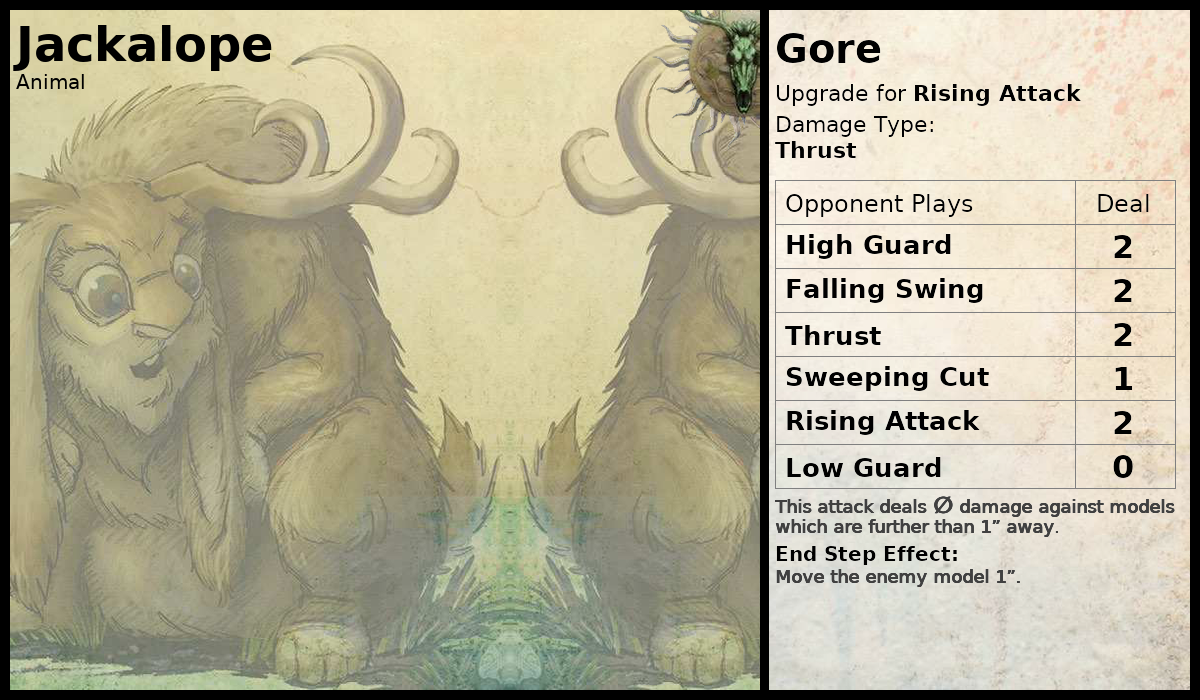 Jackalope
Animal
Gore
Upgrade for Rising Attack
Damage Type:
Thrust
Opponent Plays Deal
High Guard 2
Falling Swing 2
Thrust 2
Sweeping Cut 1
Rising Attack 2
Low Guard 0
This attack deals Ø damage against models
which are further than 1” away.
End Step Effect:
Move the enemy model 1”.